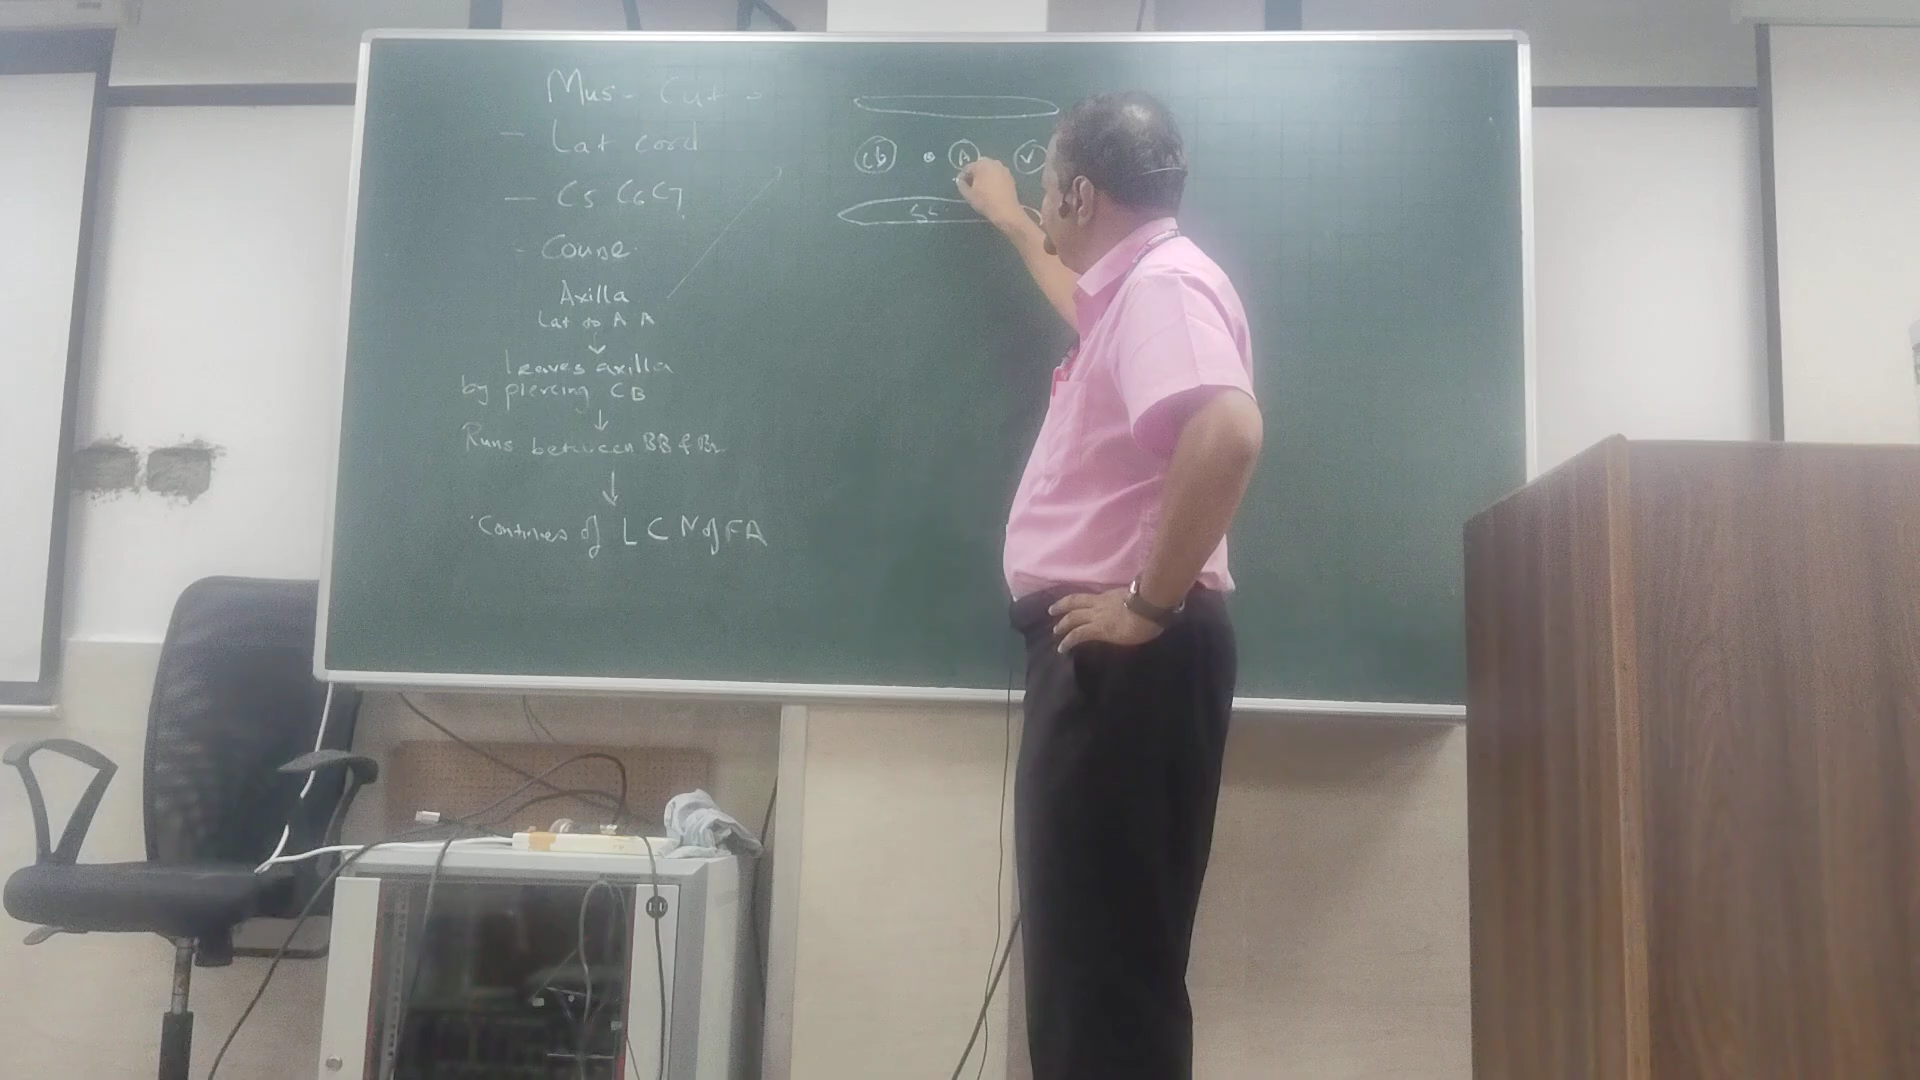 Mus - Cut -
- Lat cord
- C5 C6 C7
- Course
Axilla
Lat to A A
↓
leaves axilla
by piercing CB
↓
Runs between BB & Br
↓
Continues of L C N of FA
Cb A V
SC